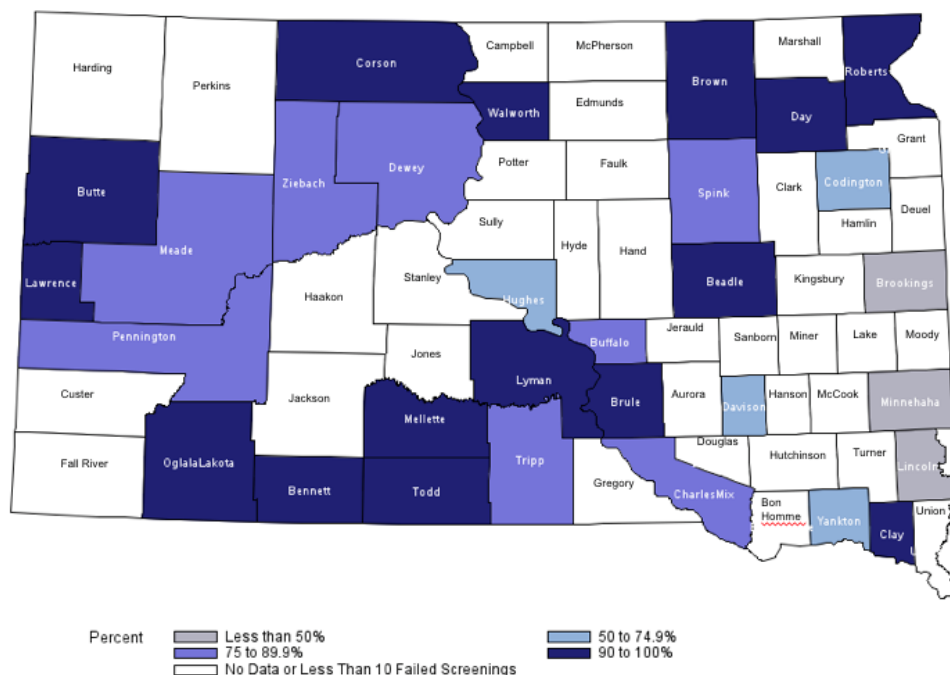 Harding
Perkins
Corson
Campbell
McPherson
Brown
Marshall
Roberts
Walworth
Edmunds
Day
Grant
Butte
Ziebach
Dewey
Potter
Faulk
Spink
Clark
Codington
Deuel
Meade
Sully
Hyde
Hand
Hamlin
Lawrence
Stanley
Hughes
Beadle
Kingsbury
Brookings
Haakon
Pennington
Jones
Buffalo
Jerauld
Sanborn
Miner
Lake
Moody
Custer
Jackson
Lyman
Brule
Aurora
Davison
Hanson
McCook
Minnehaha
Mellette
Fall River
OglalaLakota
Bennett
Todd
Tripp
Gregory
Douglas
CharlesMix
Hutchinson
Turner
Lincoln
Bon
Homme
Yankton
Clay
Union
Percent
Less than 50%
50 to 74.9%
75 to 89.9%
90 to 100%
No Data or Less Than 10 Failed Screenings